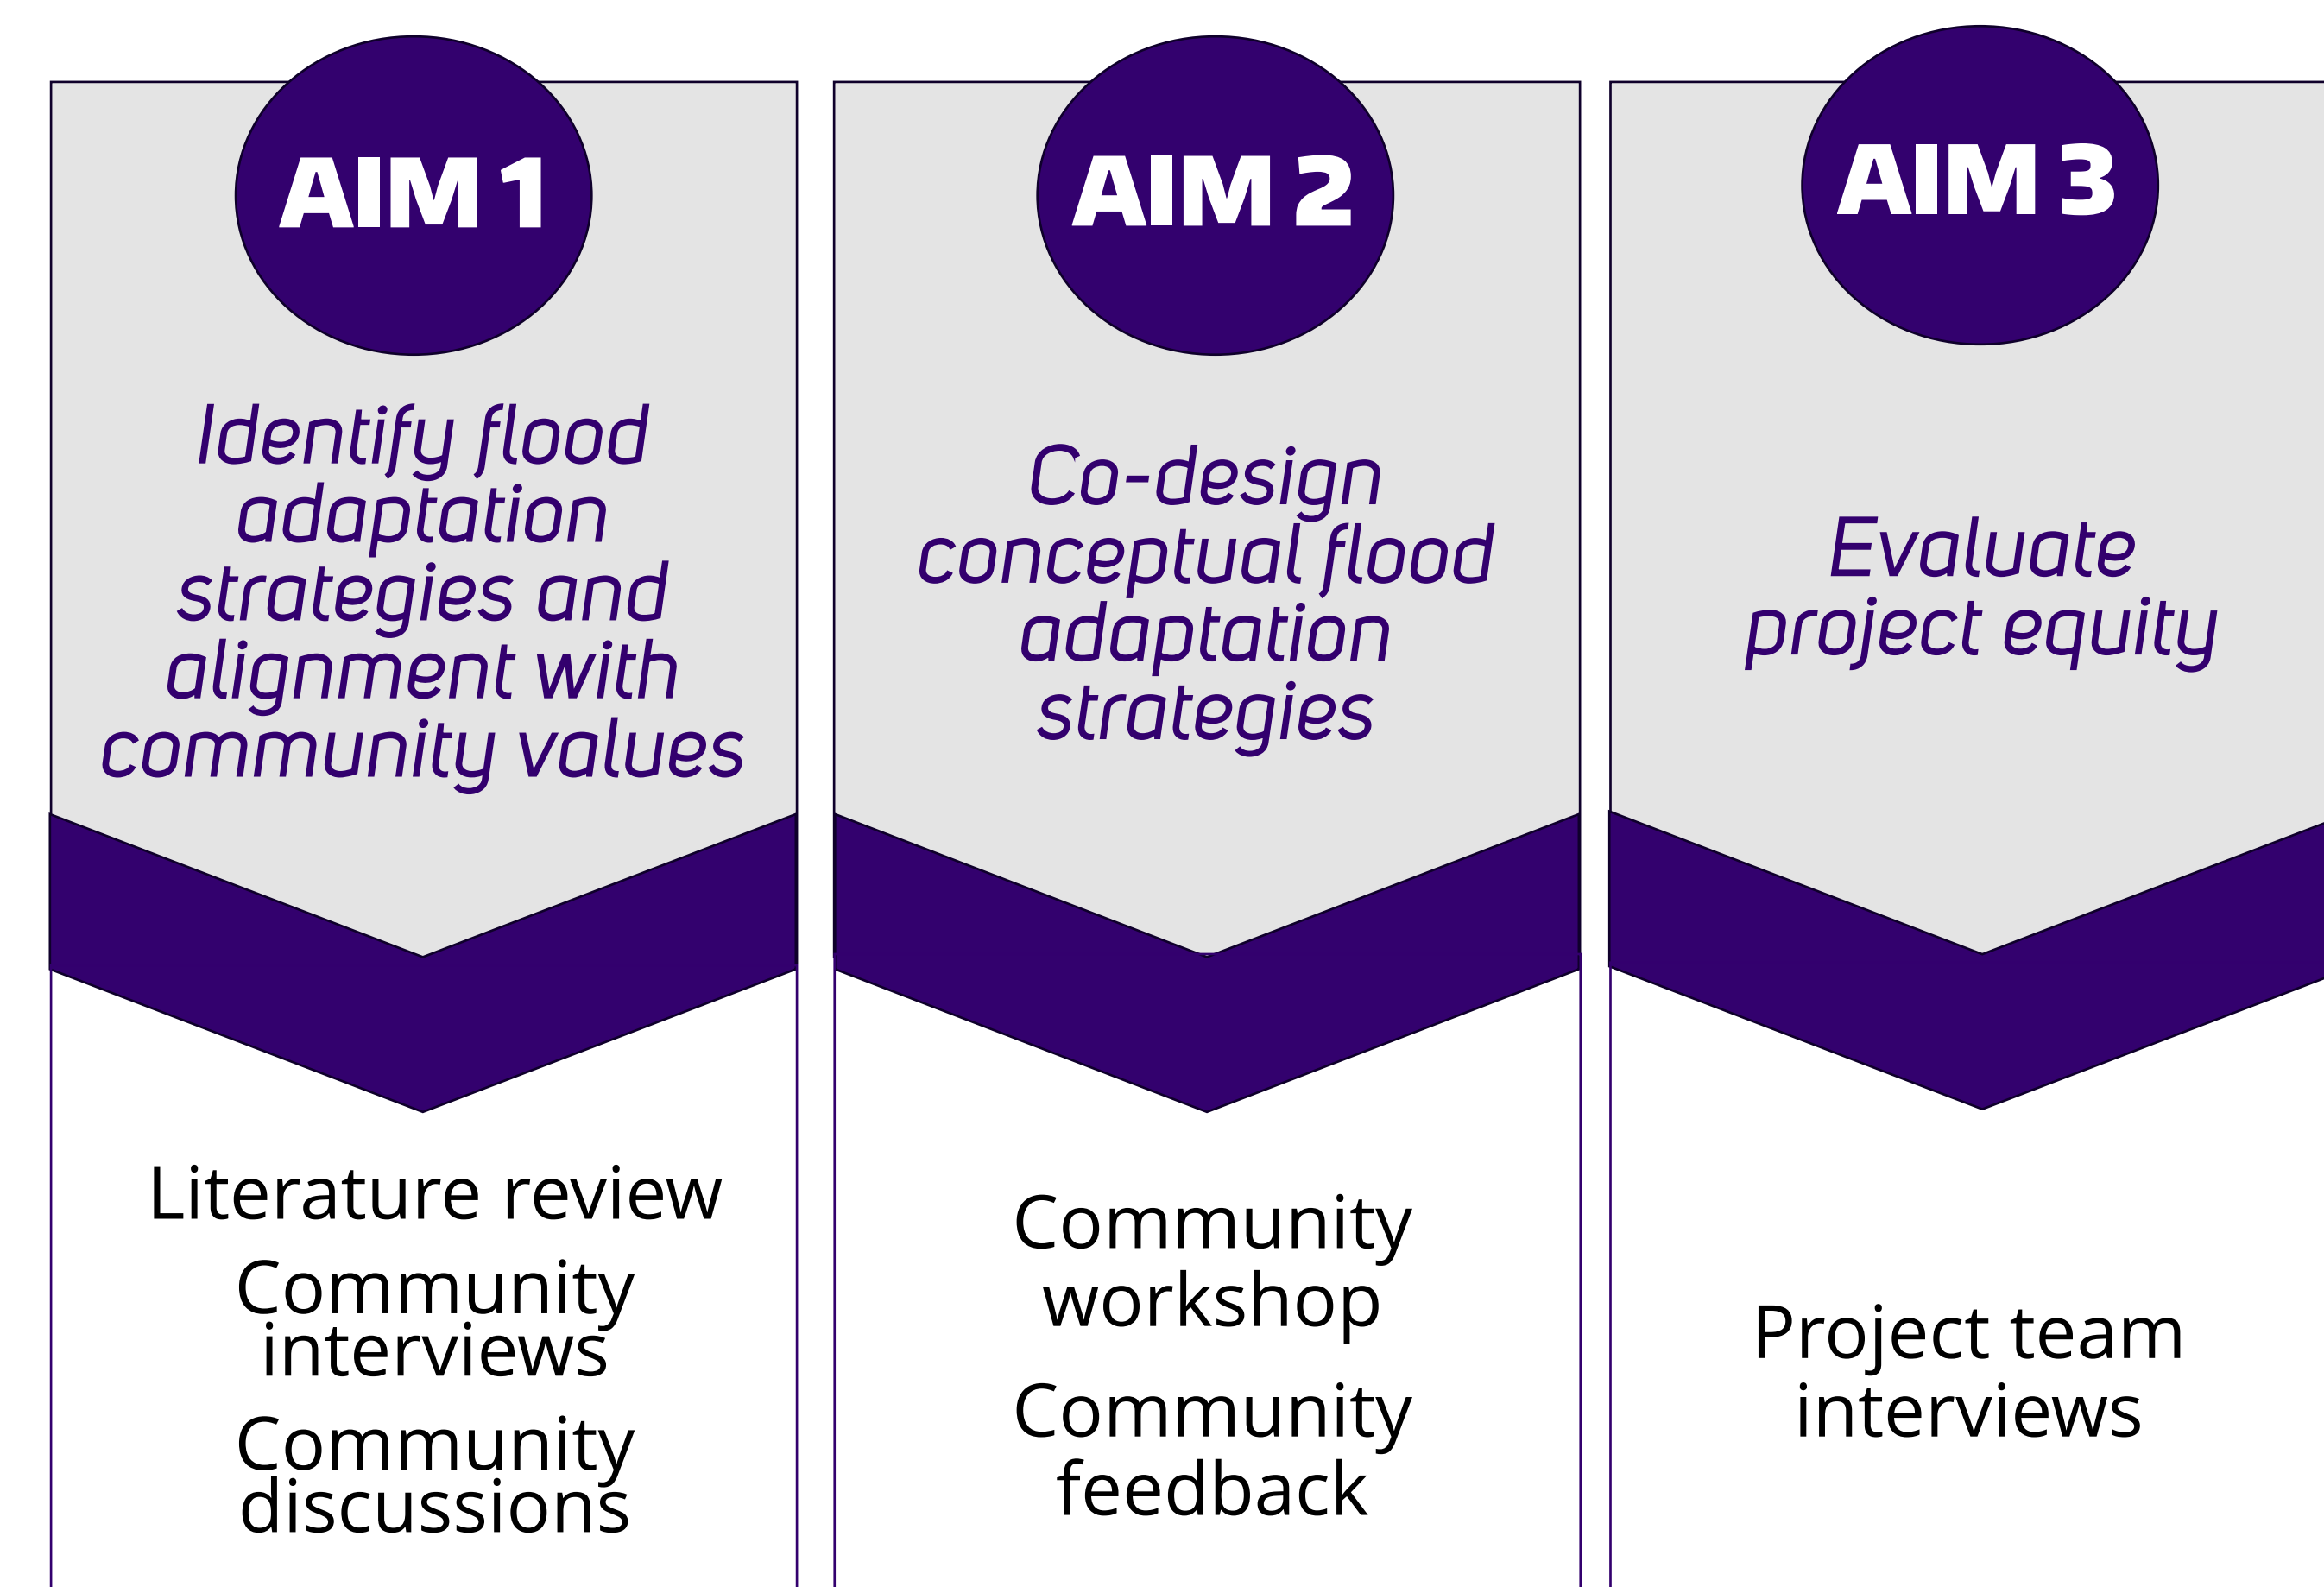 AIM 1
Identify flood
adaptation
strategies and
alignment with
community values
Literature review
Community
interviews
Community
discussions
AIM 2
Co-design
conceptual flood
adaptation
strategies
Community
workshop
Community
feedback
AIM 3
Evaluate
project equity
Project team
interviews